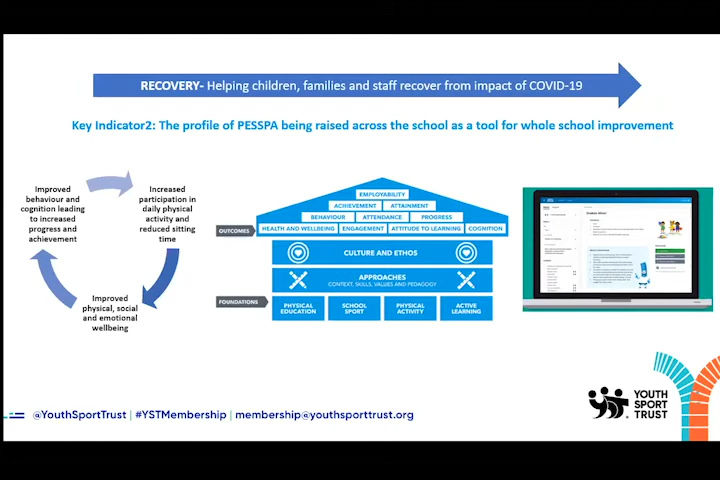 RECOVERY- Helping children, families and staff recover from impact of COVID-19
Key Indicator2: The profile of PESSPA being raised across the school as a tool for whole school improvement
Improved
behaviour and
cognition leading
to increased
progress and
achievement
Increased
participation in
daily physical
activity and
reduced sitting
time
Improved
physical, social
and emotional
wellbeing
OUTCOMES
EMPLOYABILITY
ACHIEVEMENT ATTAINMENT
BEHAVIOUR ATTENDANCE PROGRESS
HEALTH AND WELLBEING ENGAGEMENT ATTITUDE TO LEARNING COGNITION
CULTURE AND ETHOS
APPROACHES
CONTEXT, SKILLS, VALUES AND PEDAGOGY
FOUNDATIONS
PHYSICAL
EDUCATION
SCHOOL
SPORT
PHYSICAL
ACTIVITY
ACTIVE
LEARNING
@YouthSportTrust | #YSTMembership | membership@youthsporttrust.org
YOUTH
SPORT
TRUST